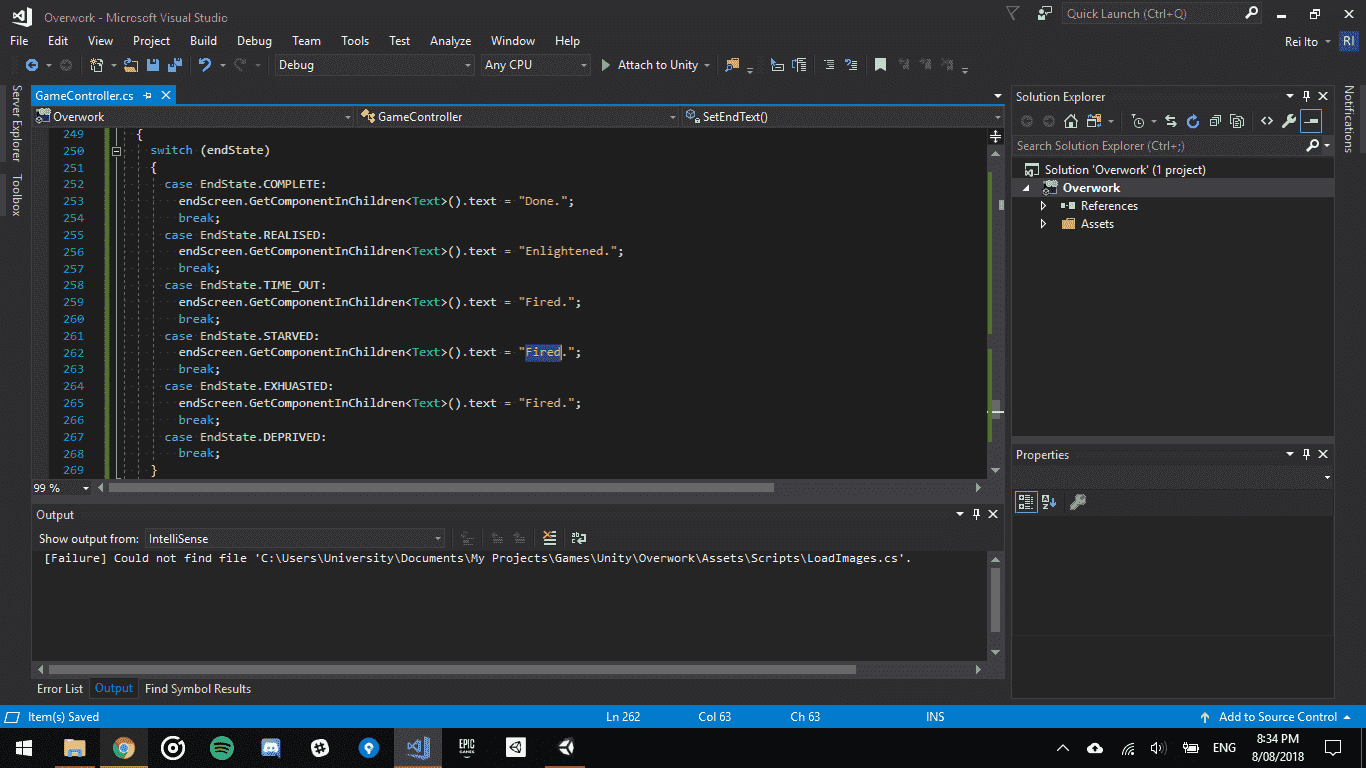 Overwork - Microsoft Visual Studio
Quick Launch (Ctrl+Q)
File Edit View Project Build Debug Team Tools Test Analyze Window Help
Rei Ito RI
Debug Any CPU Attach to Unity
Server Explorer
Toolbox
GameController.cs
Overwork GameController SetEndText()
249 {
250 switch (endState)
251 {
252 case EndState.COMPLETE:
253 endScreen.GetComponentInChildren<Text>().text = "Done.";
254 break;
255 case EndState.REALISED:
256 endScreen.GetComponentInChildren<Text>().text = "Enlightened.";
257 break;
258 case EndState.TIME_OUT:
259 endScreen.GetComponentInChildren<Text>().text = "Fired.";
260 break;
261 case EndState.STARVED:
262 endScreen.GetComponentInChildren<Text>().text = "Fired.";
263 break;
264 case EndState.EXHUASTED:
265 endScreen.GetComponentInChildren<Text>().text = "Fired.";
266 break;
267 case EndState.DEPRIVED:
268 break;
269 }
99 %
Output
Show output from: IntelliSense
[Failure] Could not find file 'C:\Users\University\Documents\My Projects\Games\Unity\Overwork\Assets\Scripts\LoadImages.cs'.
Error List Output Find Symbol Results
Solution Explorer
Search Solution Explorer (Ctrl+;)
Solution 'Overwork' (1 project)
Overwork
References
Assets
Properties
Notifications
Item(s) Saved Ln 262 Col 63 Ch 63 INS Add to Source Control
EPIC
GAMES
ENG
8:34 PM
8/08/2018